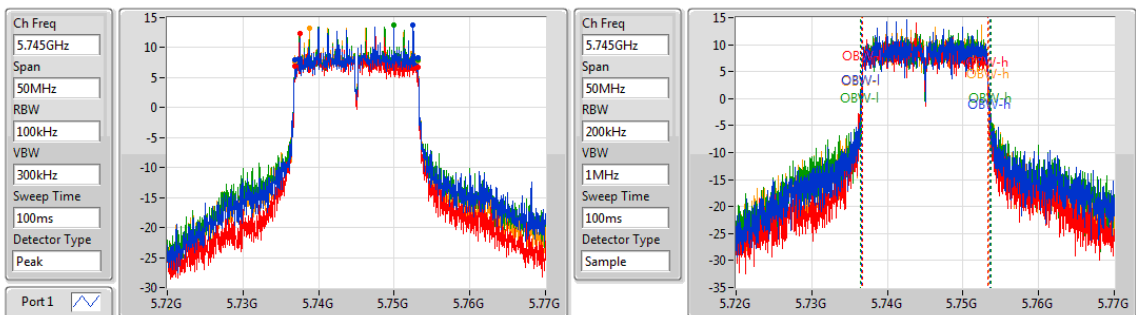 Ch Freq
5.745GHz
Span
50MHz
RBW
100kHz
VBW
300kHz
Sweep Time
100ms
Detector Type
Peak
Port 1
15
10
5
0
-5
-10
-15
-20
-25
-30
5.72G 5.73G 5.74G 5.75G 5.76G 5.77G
Ch Freq
5.745GHz
Span
50MHz
RBW
200kHz
VBW
1MHz
Sweep Time
100ms
Detector Type
Sample
15
10
5
0
-5
-10
-15
-20
-25
-30
-35
OBW-l
OBW-l
OBW-h
OBW-h
5.72G 5.73G 5.74G 5.75G 5.76G 5.77G